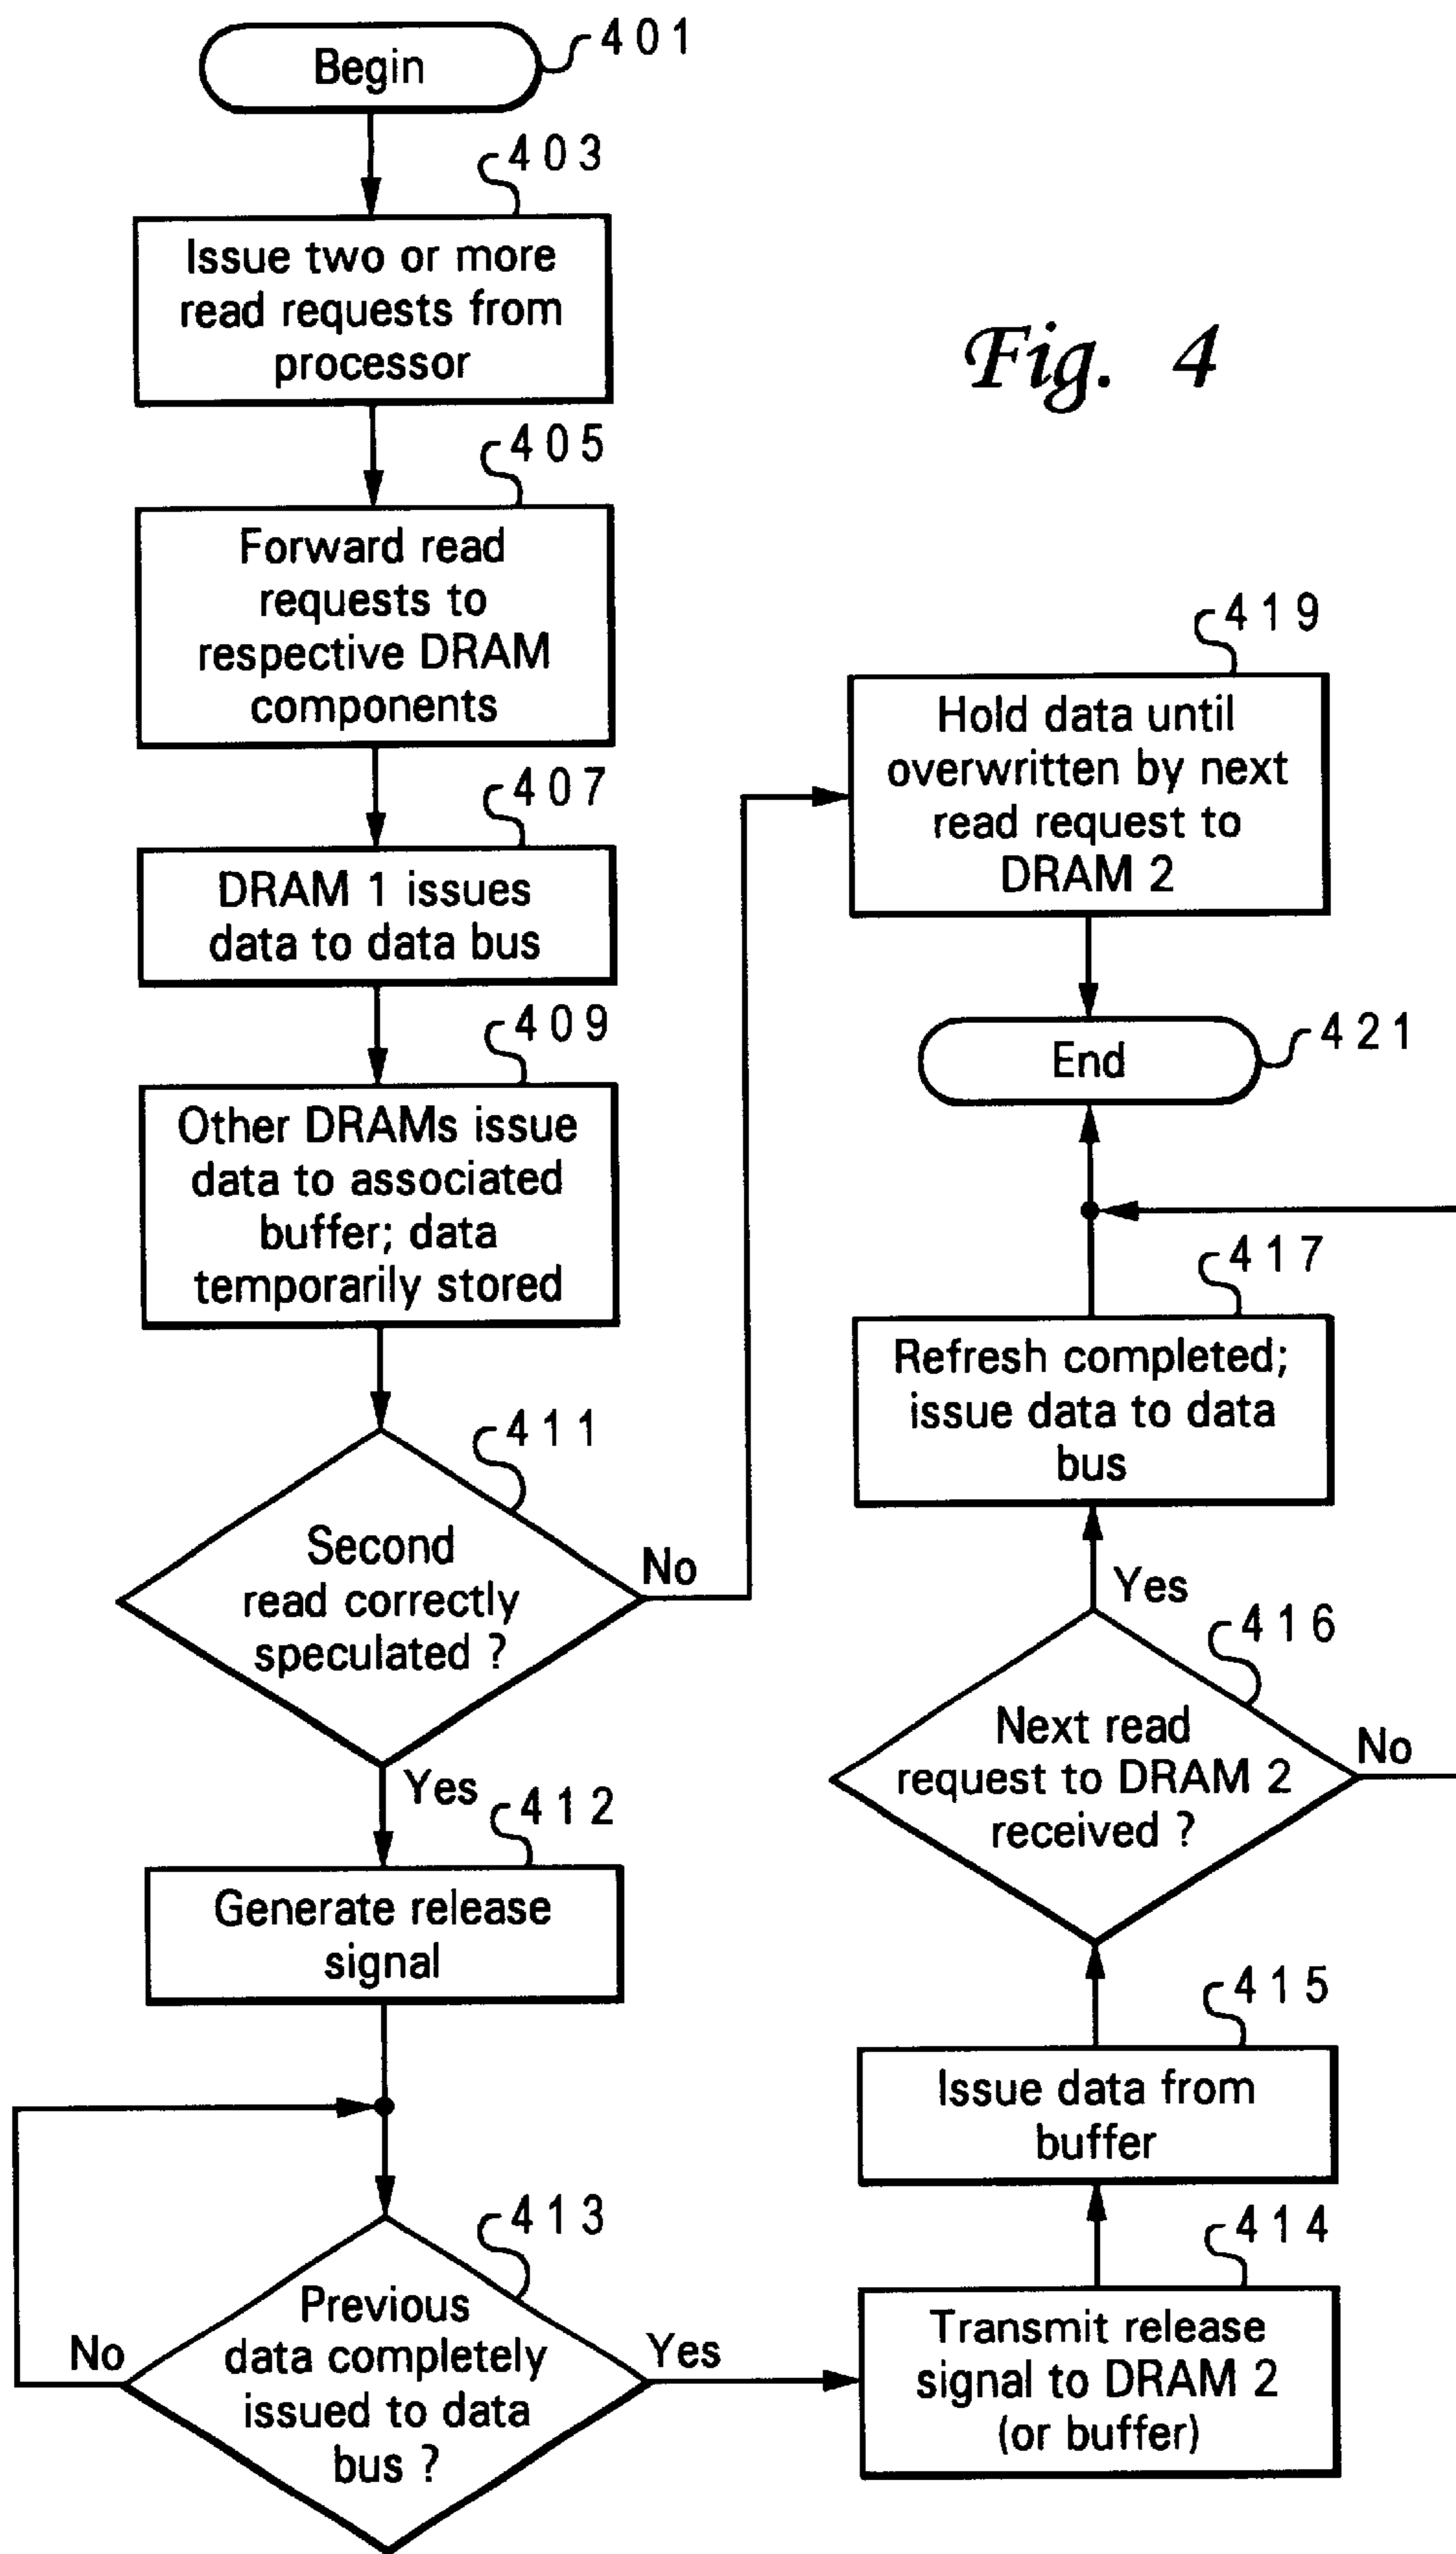 Begin
401
403
Issue two or more
read requests from
processor
Fig. 4
405
Forward read
requests to
respective DRAM
components
407
DRAM 1 issues
data to data bus
409
Other DRAMs issue
data to associated
buffer; data
temporarily stored
411
Second
read correctly
speculated ?
No
Yes
412
Generate release
signal
413
Previous
data completely
issued to data
bus ?
No
Yes
414
Transmit release
signal to DRAM 2
(or buffer)
415
Issue data from
buffer
416
Next read
request to DRAM 2
received ?
No
Yes
417
Refresh completed;
issue data to data
bus
419
Hold data until
overwritten by next
read request to
DRAM 2
End
421